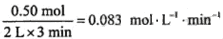 0.50 mol
2 L × 3 min
=0.083 mol·L⁻¹·min⁻¹